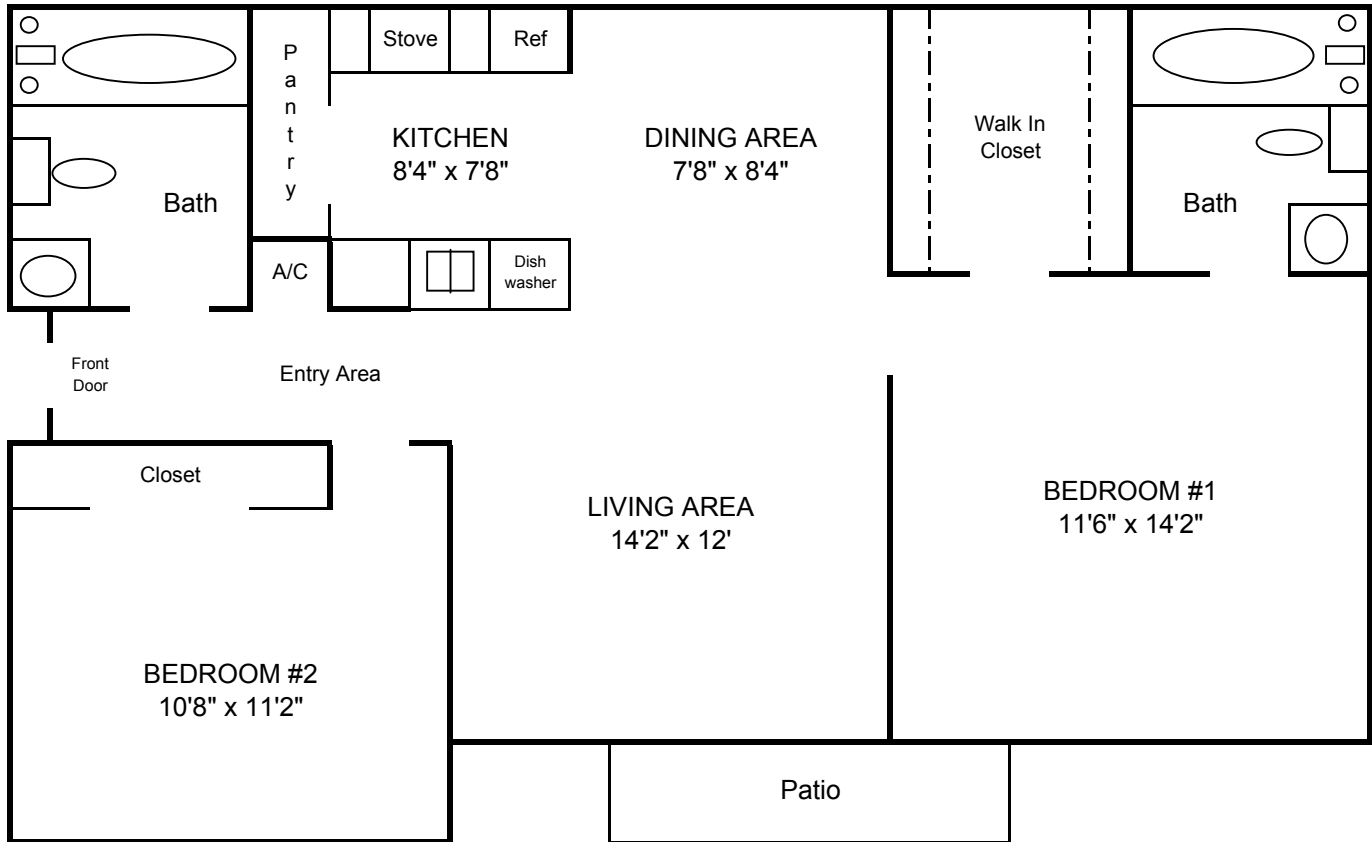 Stove
Ref
P
a
n
t
r
y
KITCHEN
8'4" x 7'8"
DINING AREA
7'8" x 8'4"
Walk In
Closet
Bath
Bath
A/C
Dish
washer
Front
Door
Entry Area
Closet
LIVING AREA
14'2" x 12'
BEDROOM #1
11'6" x 14'2"
BEDROOM #2
10'8" x 11'2"
Patio